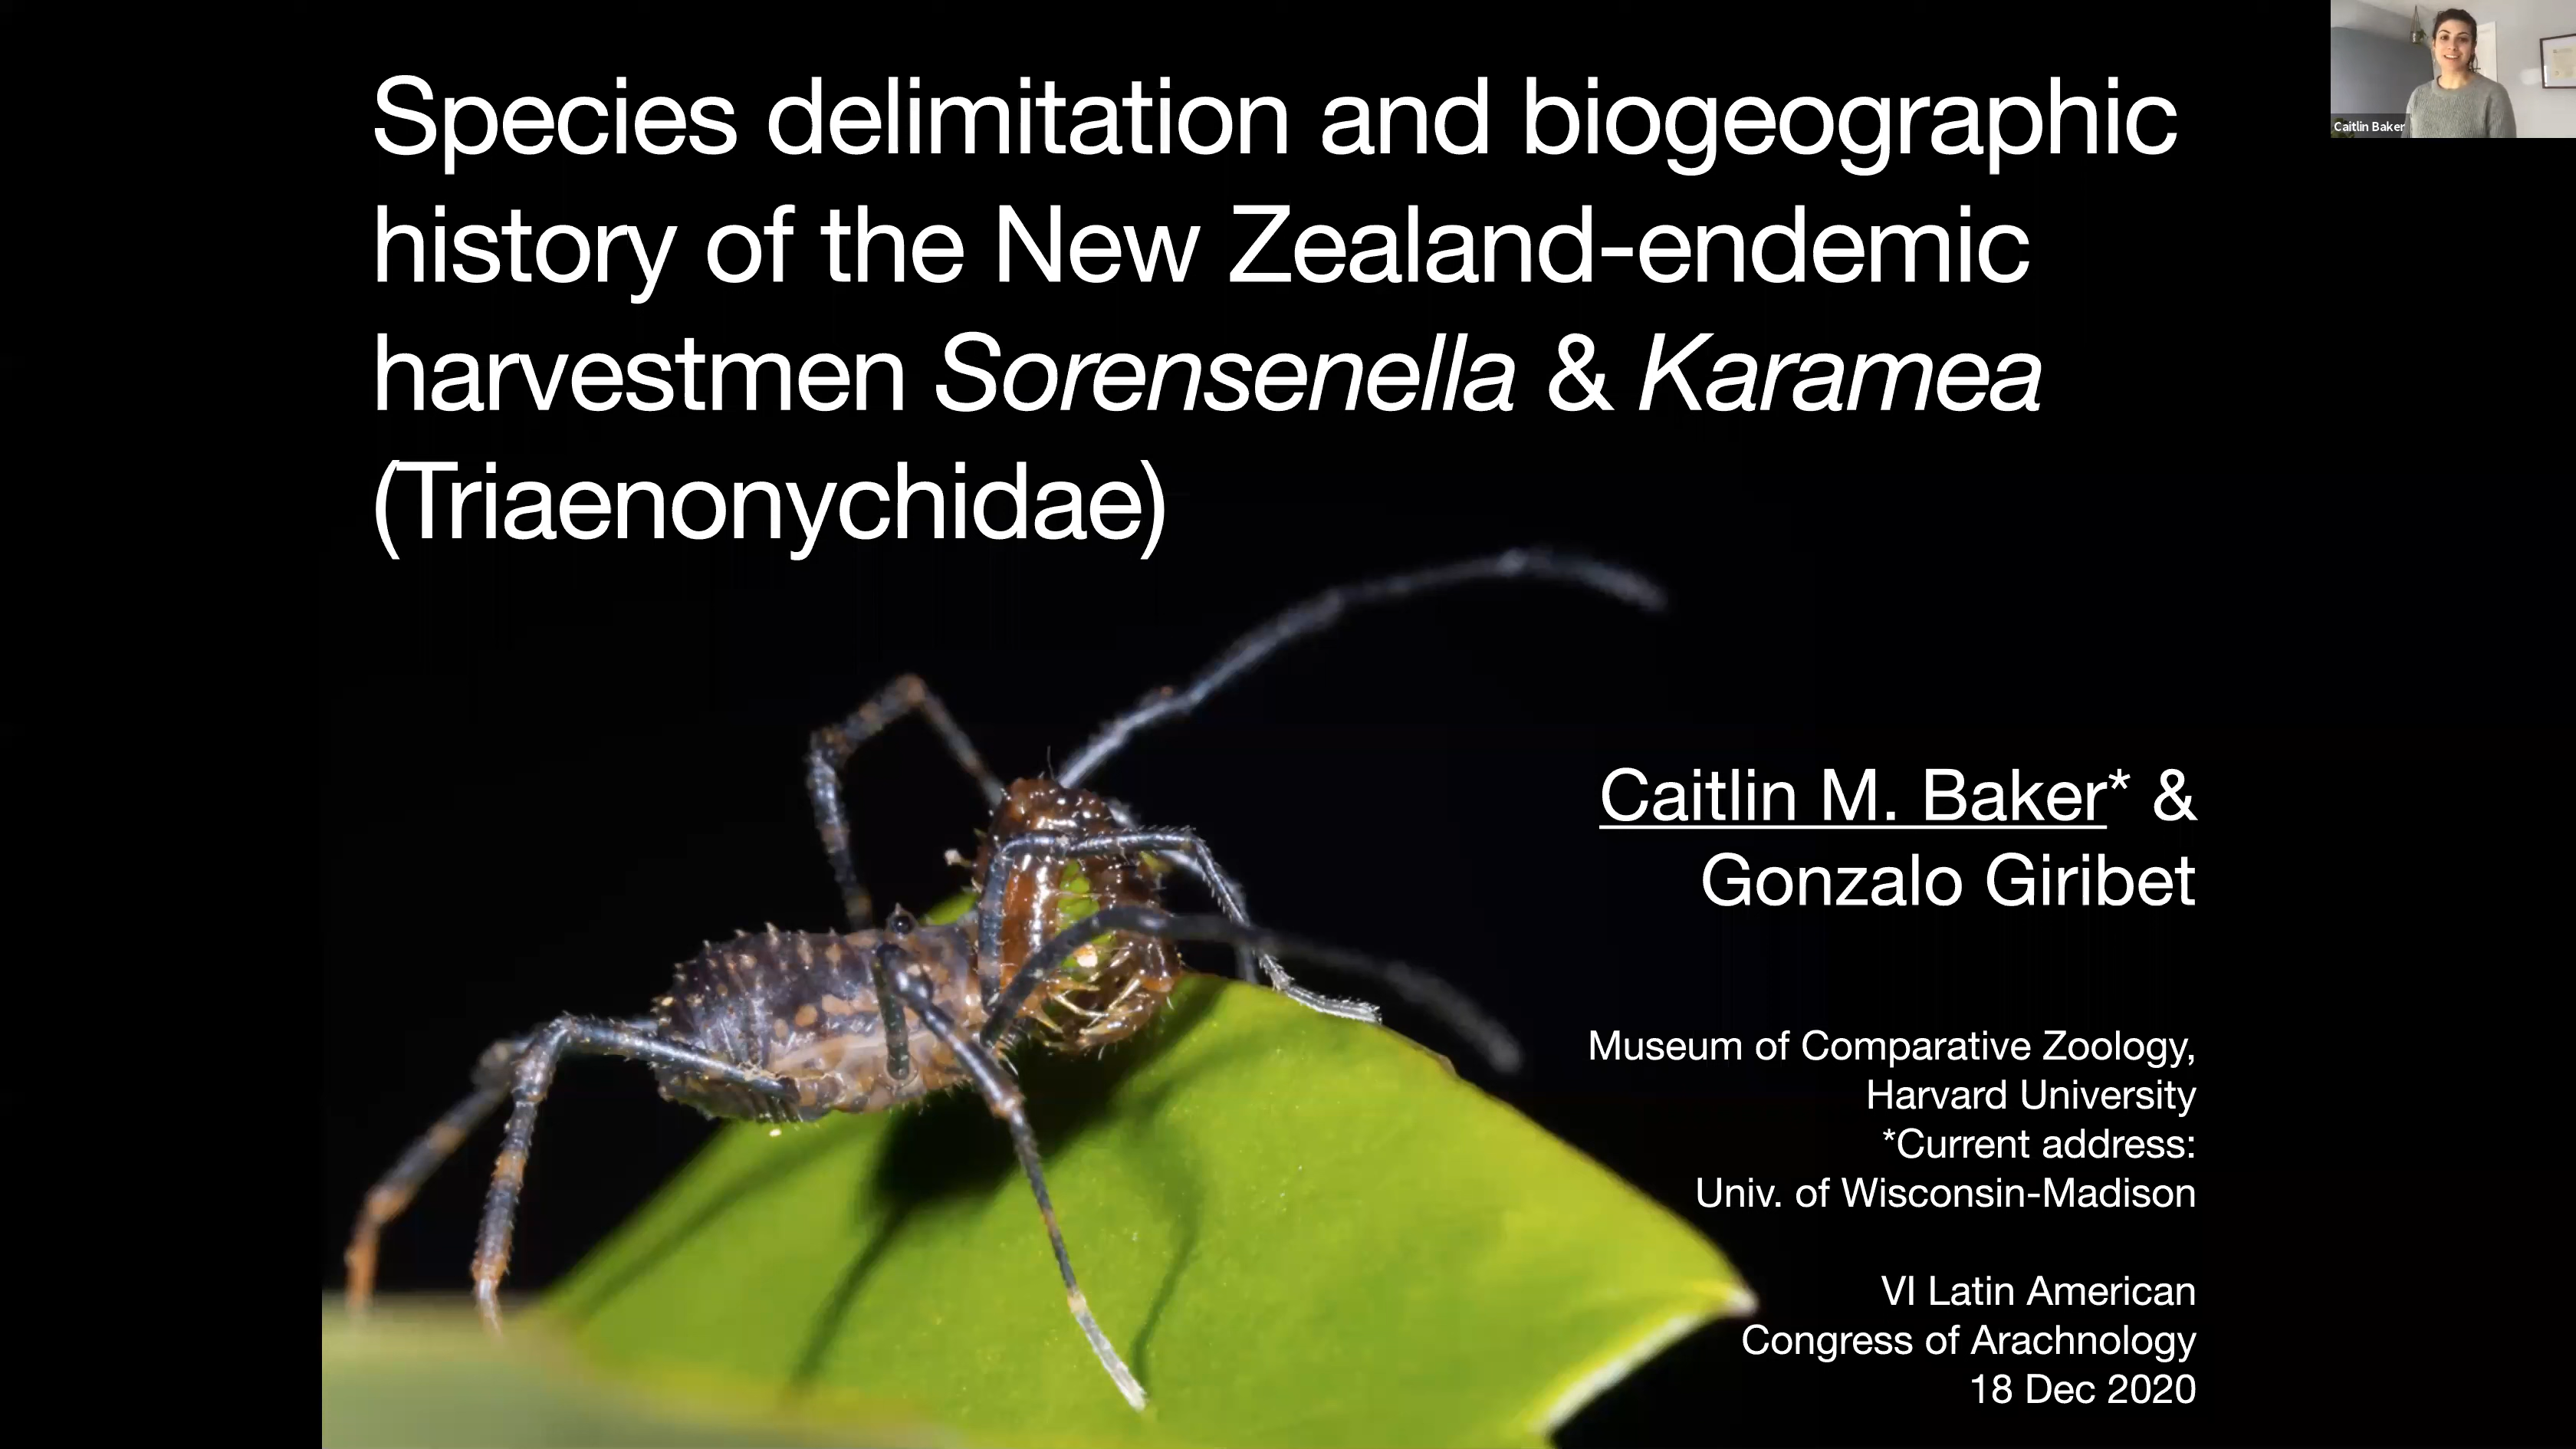 Species delimitation and biogeographic
history of the New Zealand-endemic
harvestmen Sorensenella & Karamea
(Triaenonychidae)
Caitlin Baker
Caitlin M. Baker* &
Gonzalo Giribet
Museum of Comparative Zoology,
Harvard University
*Current address:
Univ. of Wisconsin-Madison
VI Latin American
Congress of Arachnology
18 Dec 2020